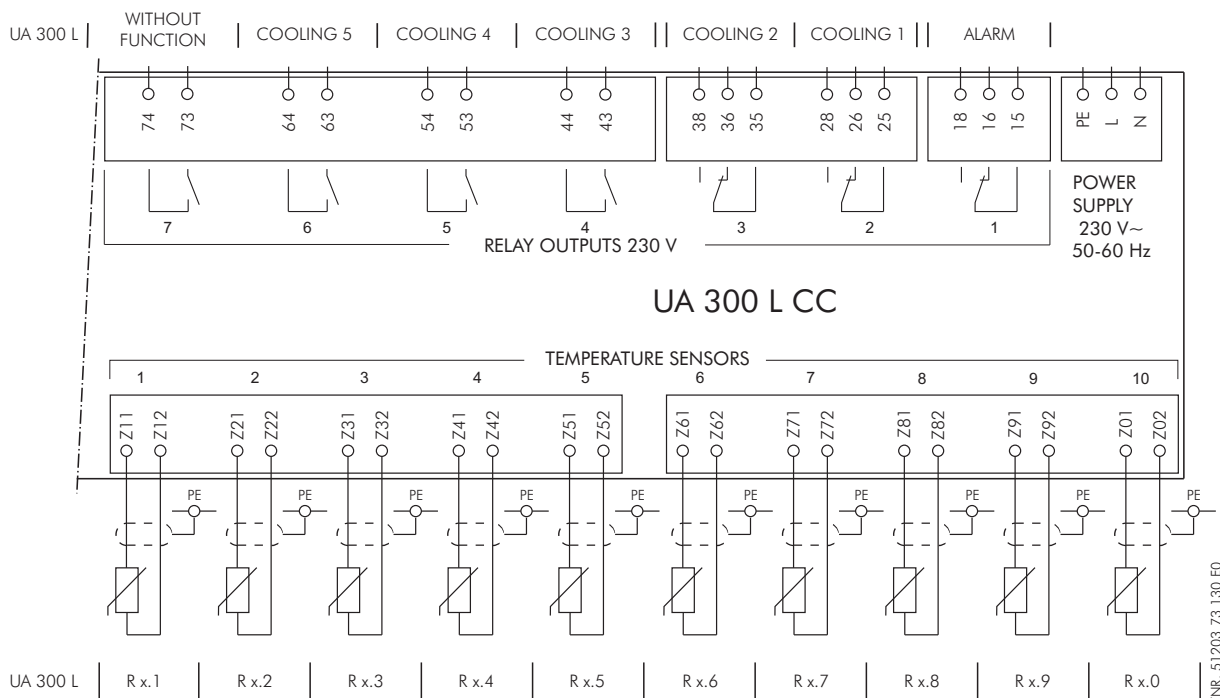 UA 300 L WITHOUT FUNCTION COOLING 5 COOLING 4 COOLING 3 COOLING 2 COOLING 1 ALARM
74 73 64 63 54 53 44 43 38 36 35 28 26 25 18 16 15 PE L N
7 6 5 4 3 2 1
RELAY OUTPUTS 230 V
POWER
SUPPLY
230 V~
50-60 Hz
UA 300 L CC
TEMPERATURE SENSORS
1 2 3 4 5 6 7 8 9 10
Z11 Z12 Z21 Z22 Z31 Z32 Z41 Z42 Z51 Z52 Z61 Z62 Z71 Z72 Z81 Z82 Z91 Z92 Z01 Z02
PE PE PE PE PE PE PE PE PE PE
UA 300 L R x.1 R x.2 R x.3 R x.4 R x.5 R x.6 R x.7 R x.8 R x.9 R x.0
NR. 51203 73 130 F0